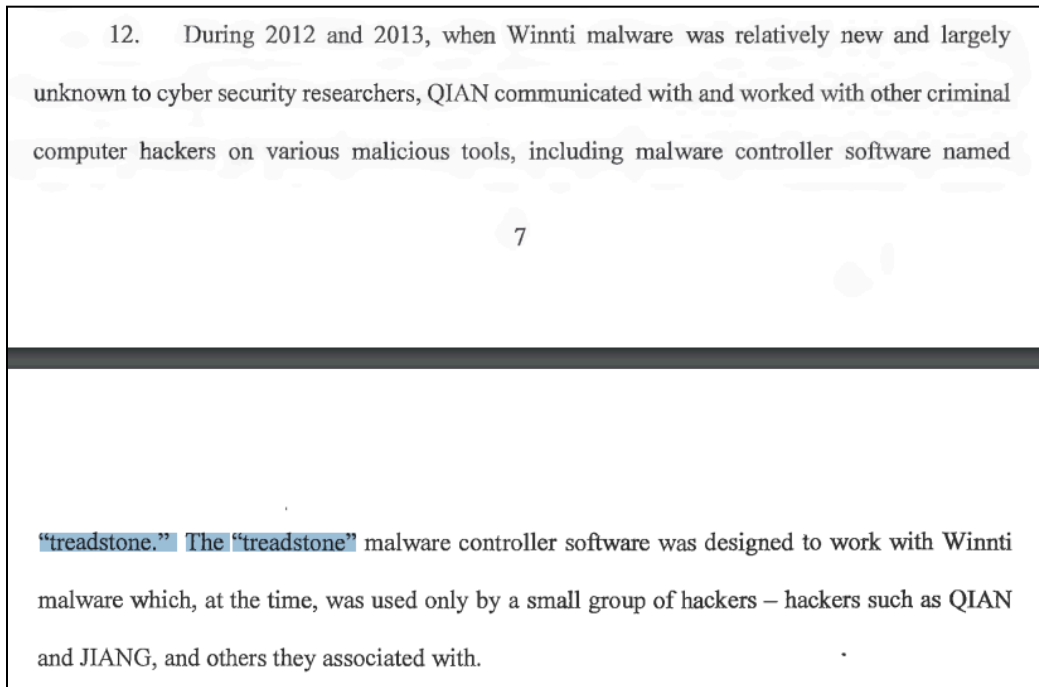 12. During 2012 and 2013, when Winnti malware was relatively new and largely
unknown to cyber security researchers, QIAN communicated with and worked with other criminal
computer hackers on various malicious tools, including malware controller software named
7
“treadstone.” The “treadstone” malware controller software was designed to work with Winnti
malware which, at the time, was used only by a small group of hackers – hackers such as QIAN
and JIANG, and others they associated with.